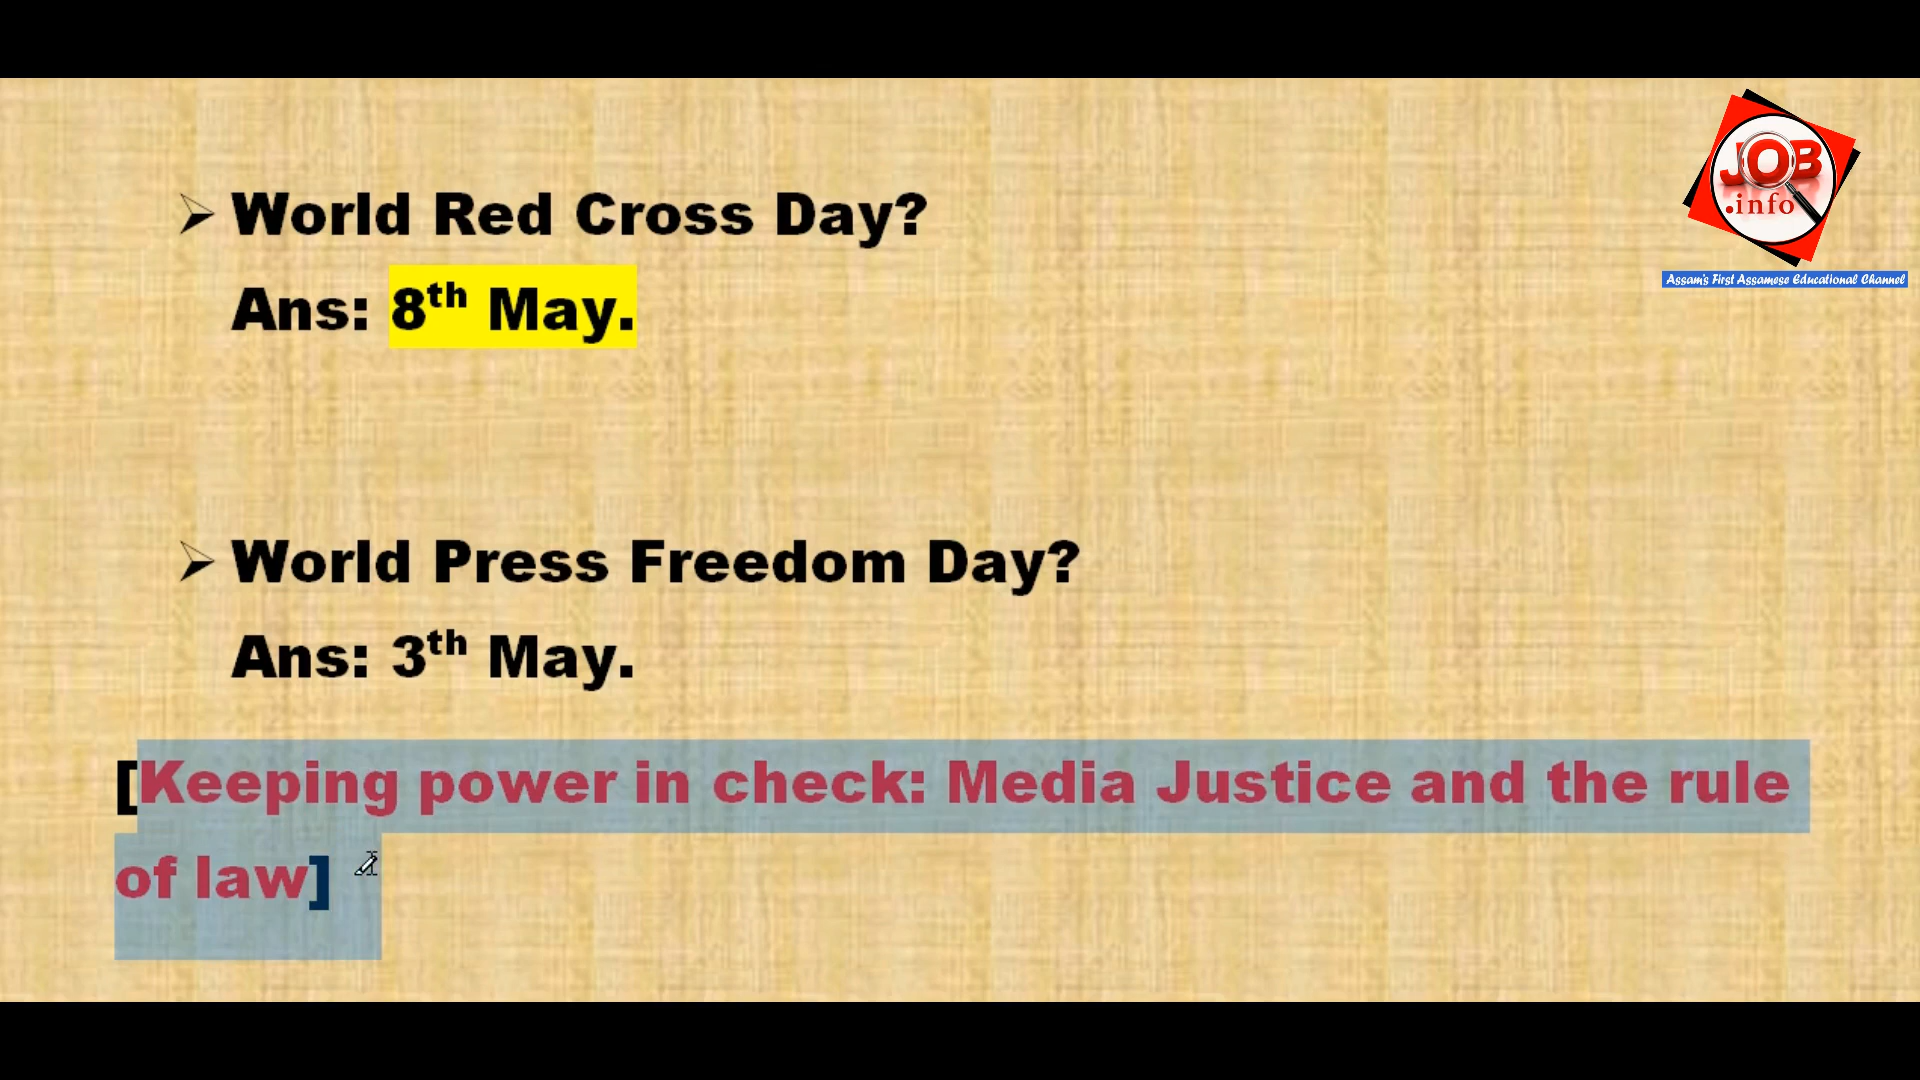 JOB
.info
Assam's First Assamese Educational Channel
World Red Cross Day?
Ans: 8th May.
World Press Freedom Day?
Ans: 3th May.
[Keeping power in check: Media Justice and the rule
of law]